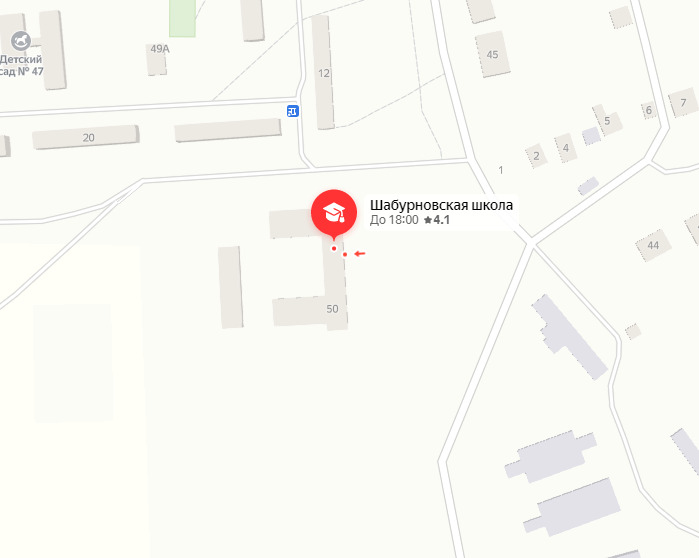 49А
45
Детский
сад № 47
12
7
6
5
20
4
2
1
Шабурновская школа
До 18:00 ★4.1
44
50